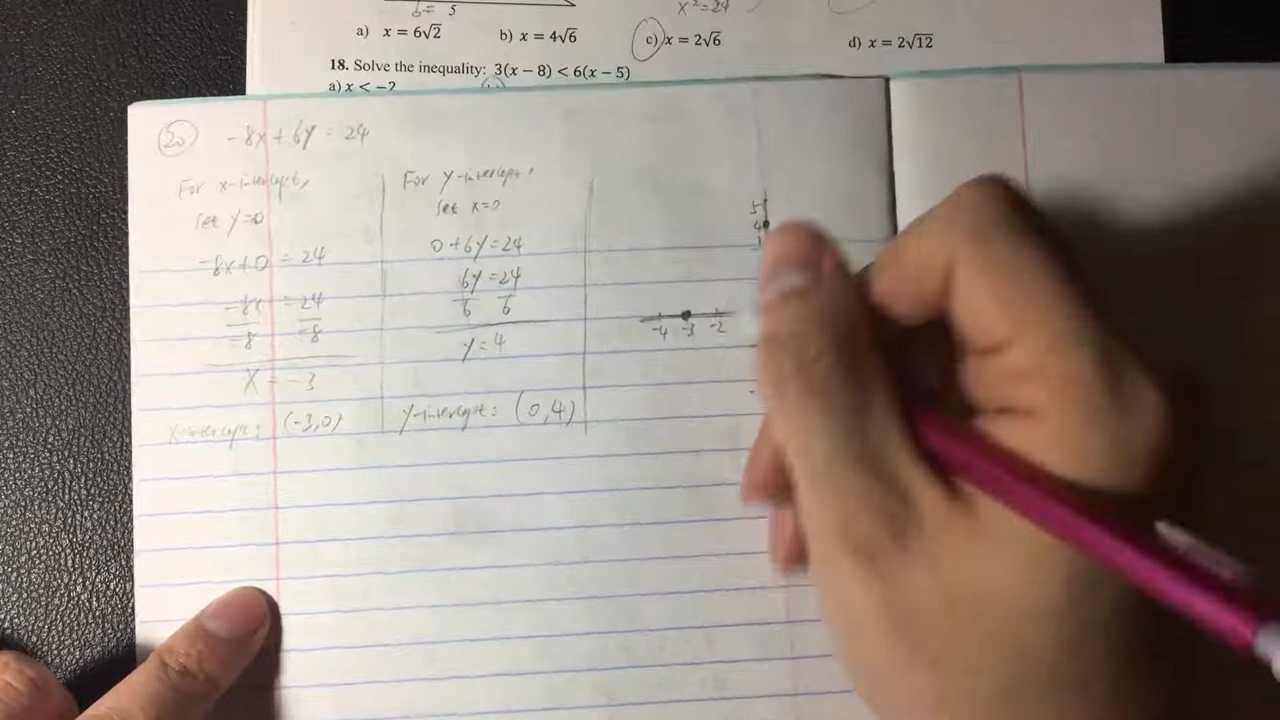 b = 5
x² = 24
a) x = 6√2 b) x = 4√6 c) x = 2√6 d) x = 2√12
18. Solve the inequality: 3(x − 8) < 6(x − 5)
a) x < −2
20 -8x + 6y = 24
For x-intercept,
set y=0
-8x+0 = 24
-8x = 24
-8 -8
x = -3
x-intercept: (-3,0)
For y-intercept,
set x=0
0+6y=24
6y=24
6 6
y=4
y-intercept: (0,4)
5
4
-4 -3 -2